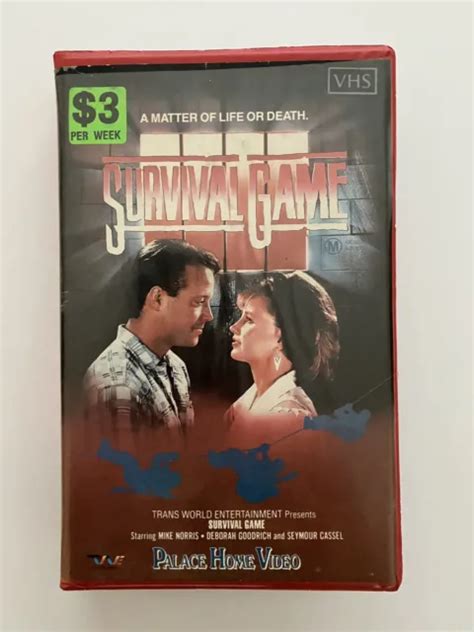 VHS
$3
PER WEEK
A MATTER OF LIFE OR DEATH.
SURVIVAL GAME
M
TRANS WORLD ENTERTAINMENT Presents
SURVIVAL GAME
Starring MIKE NORRIS • DEBORAH GOODRICH and SEYMOUR CASSEL
TWE PALACE HOME VIDEO